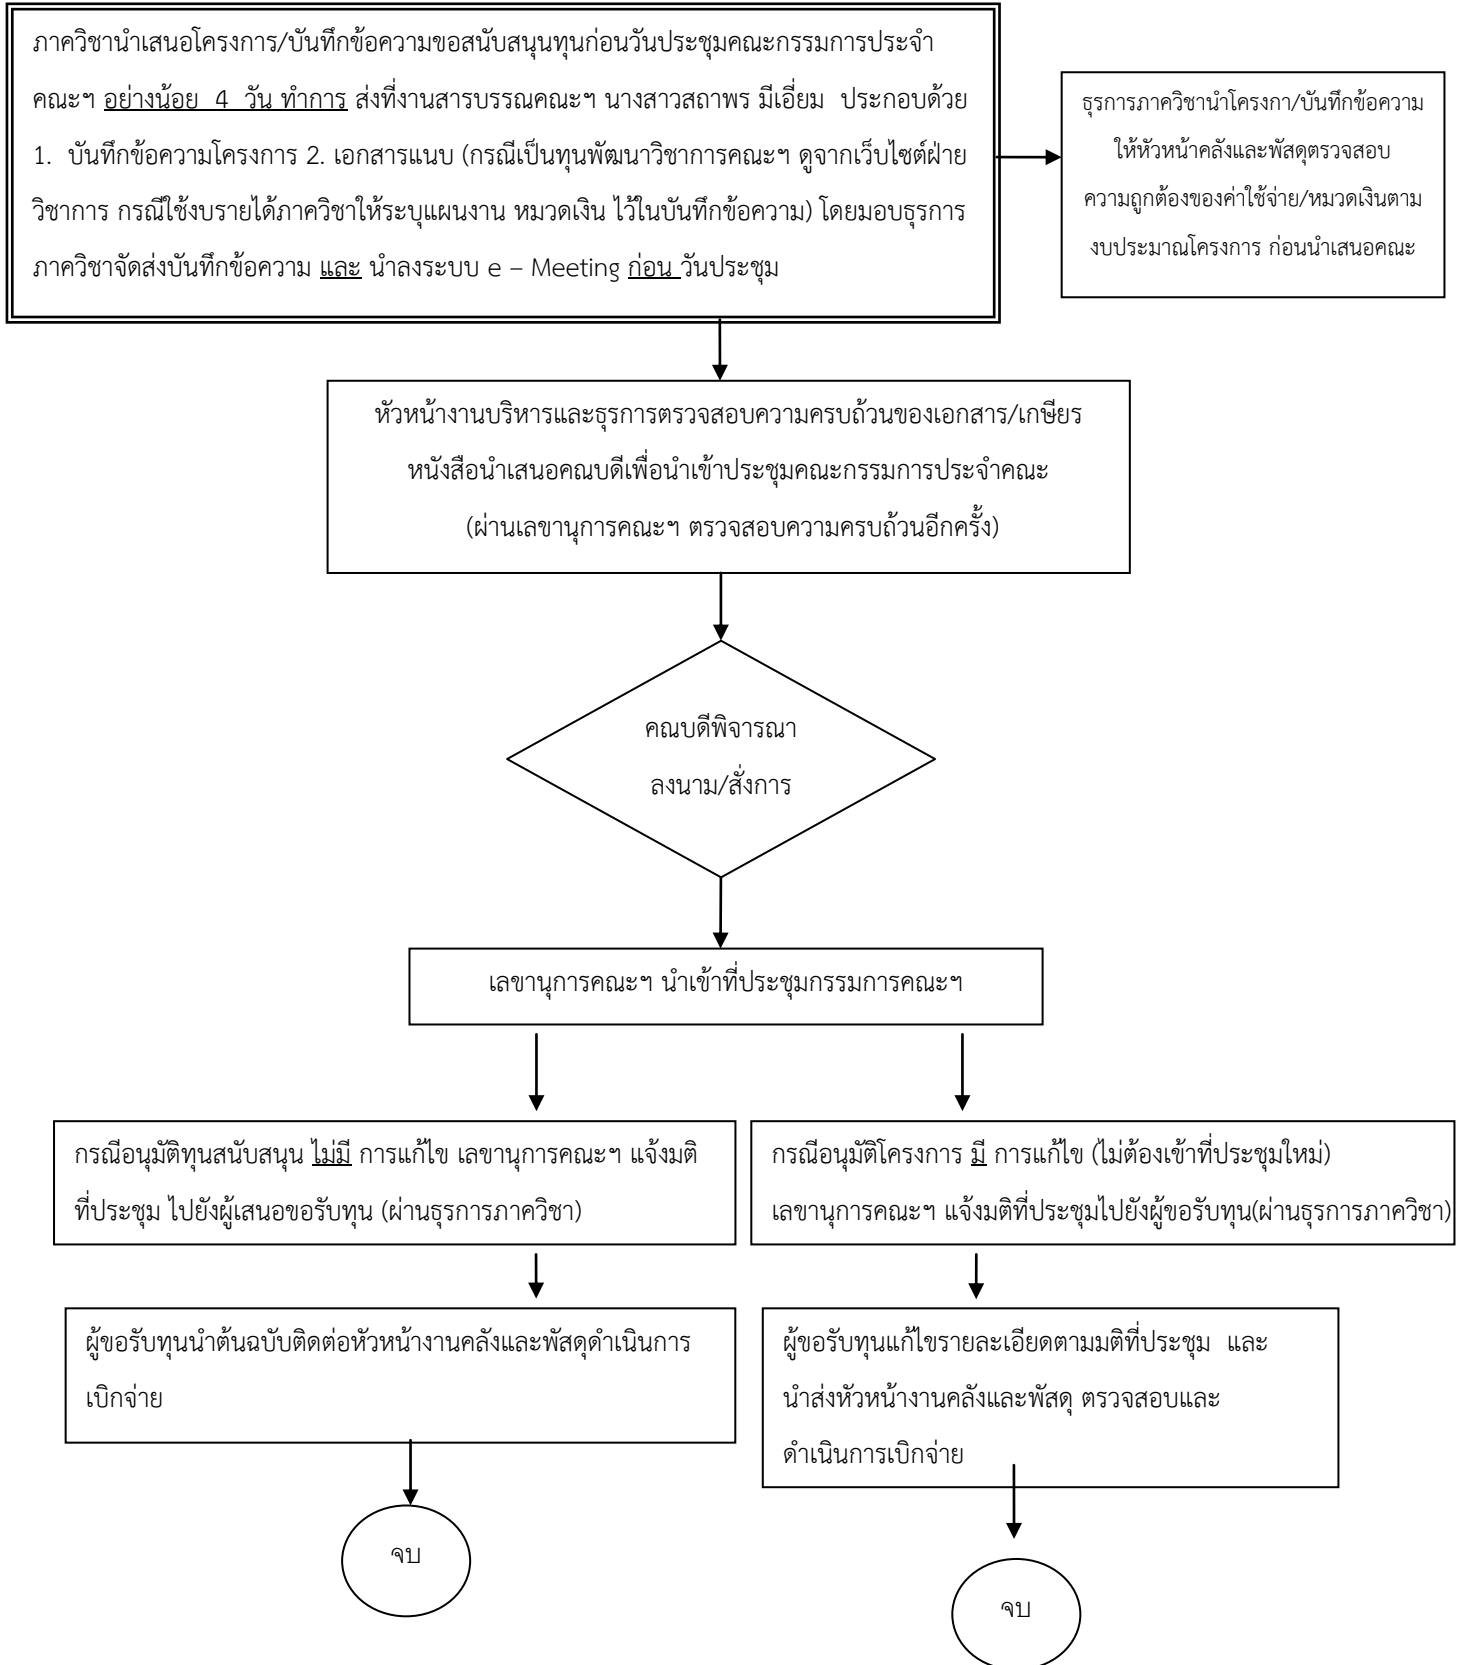 ภาควิชานำเสนอโครงการ/บันทึกข้อความขอสนับสนุนทุนก่อนวันประชุมคณะกรรมการประจำ
คณะฯ อย่างน้อย 4 วัน ทำการ ส่งที่งานสารบรรณคณะฯ นางสาวสถาพร มีเอี่ยม ประกอบด้วย
1. บันทึกข้อความโครงการ 2. เอกสารแนบ (กรณีเป็นทุนพัฒนาวิชาการคณะฯ ดูจากเว็บไซต์ฝ่าย
วิชาการ กรณีใช้งบรายได้ภาควิชาให้ระบุแผนงาน หมวดเงิน ไว้ในบันทึกข้อความ) โดยมอบธุรการ
ภาควิชาจัดส่งบันทึกข้อความ และ นำลงระบบ e – Meeting ก่อน วันประชุม
ธุรการภาควิชานำโครงกา/บันทึกข้อความ
ให้หัวหน้าคลังและพัสดุตรวจสอบ
ความถูกต้องของค่าใช้จ่าย/หมวดเงินตาม
งบประมาณโครงการ ก่อนนำเสนอคณะ
หัวหน้างานบริหารและธุรการตรวจสอบความครบถ้วนของเอกสาร/เกษียร
หนังสือนำเสนอคณบดีเพื่อนำเข้าประชุมคณะกรรมการประจำคณะ
(ผ่านเลขานุการคณะฯ ตรวจสอบความครบถ้วนอีกครั้ง)
คณบดีพิจารณา
ลงนาม/สั่งการ
เลขานุการคณะฯ นำเข้าที่ประชุมกรรมการคณะฯ
กรณีอนุมัติทุนสนับสนุน ไม่มี การแก้ไข เลขานุการคณะฯ แจ้งมติ
ที่ประชุม ไปยังผู้เสนอขอรับทุน (ผ่านธุรการภาควิชา)
กรณีอนุมัติโครงการ มี การแก้ไข (ไม่ต้องเข้าที่ประชุมใหม่)
เลขานุการคณะฯ แจ้งมติที่ประชุมไปยังผู้ขอรับทุน(ผ่านธุรการภาควิชา)
ผู้ขอรับทุนนำต้นฉบับติดต่อหัวหน้างานคลังและพัสดุดำเนินการ
เบิกจ่าย
ผู้ขอรับทุนแก้ไขรายละเอียดตามมติที่ประชุม และ
นำส่งหัวหน้างานคลังและพัสดุ ตรวจสอบและ
ดำเนินการเบิกจ่าย
จบ
จบ